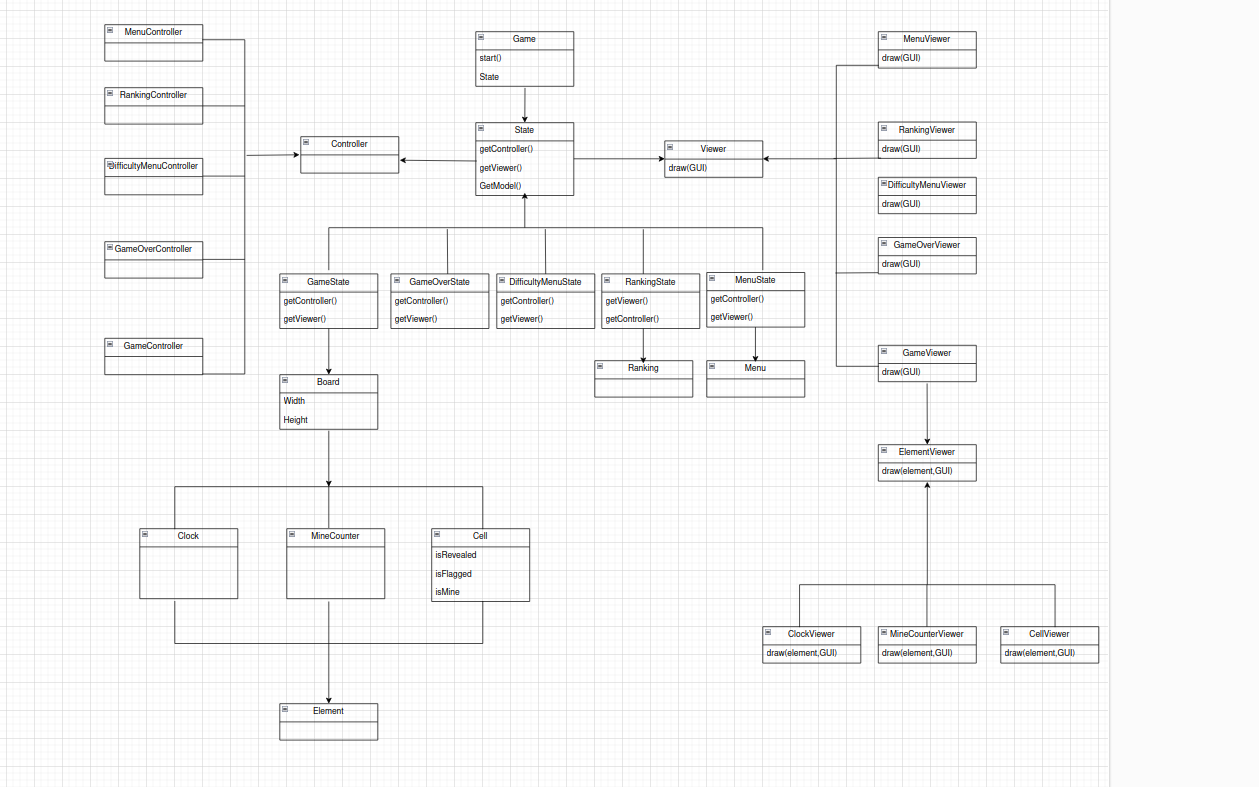 MenuController
RankingController
DifficultyMenuController
GameOverController
GameController
Controller
Game
start()
State
State
getController()
getViewer()
GetModel()
Viewer
draw(GUI)
MenuViewer
draw(GUI)
RankingViewer
draw(GUI)
DifficultyMenuViewer
draw(GUI)
GameOverViewer
draw(GUI)
GameViewer
draw(GUI)
GameState
getController()
getViewer()
GameOverState
getController()
getViewer()
DifficultyMenuState
getController()
getViewer()
RankingState
getViewer()
getController()
MenuState
getController()
getViewer()
Ranking
Menu
Board
Width
Height
ElementViewer
draw(element,GUI)
Clock
MineCounter
Cell
isRevealed
isFlagged
isMine
ClockViewer
draw(element,GUI)
MineCounterViewer
draw(element,GUI)
CellViewer
draw(element,GUI)
Element